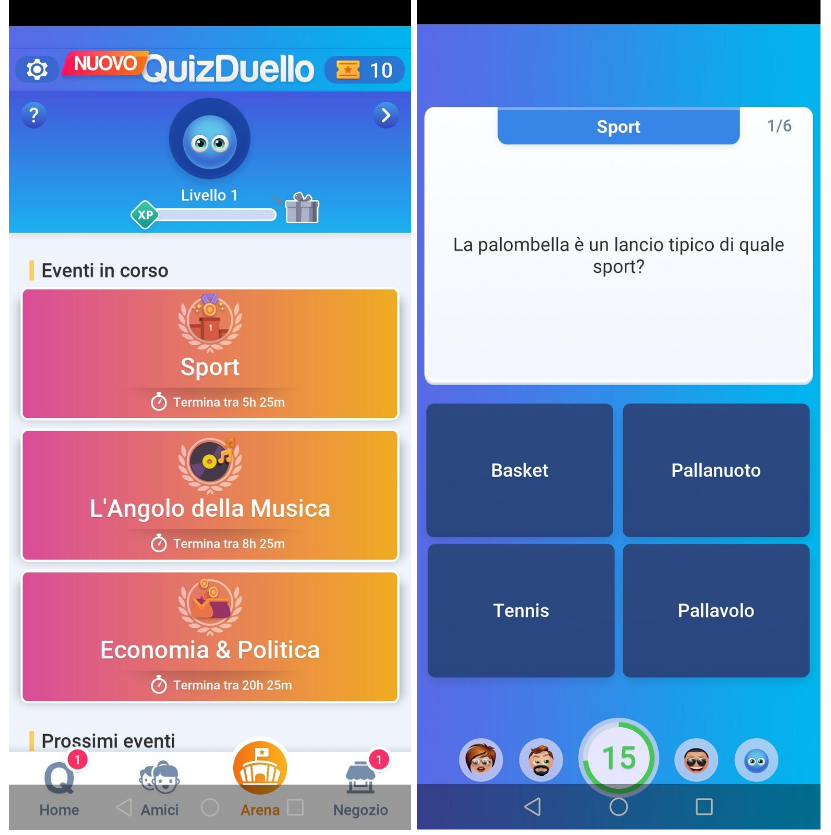 NUOVO
QuizDuello
10
?
Livello 1
XP
Eventi in corso
1
Sport
Termina tra 5h 25m
L'Angolo della Musica
Termina tra 8h 25m
Economia & Politica
Termina tra 20h 25m
Prossimi eventi
1
1
Q
Home
Amici
Arena
Negozio
Sport
1/6
La palombella è un lancio tipico di quale
sport?
Basket
Pallanuoto
Tennis
Pallavolo
15